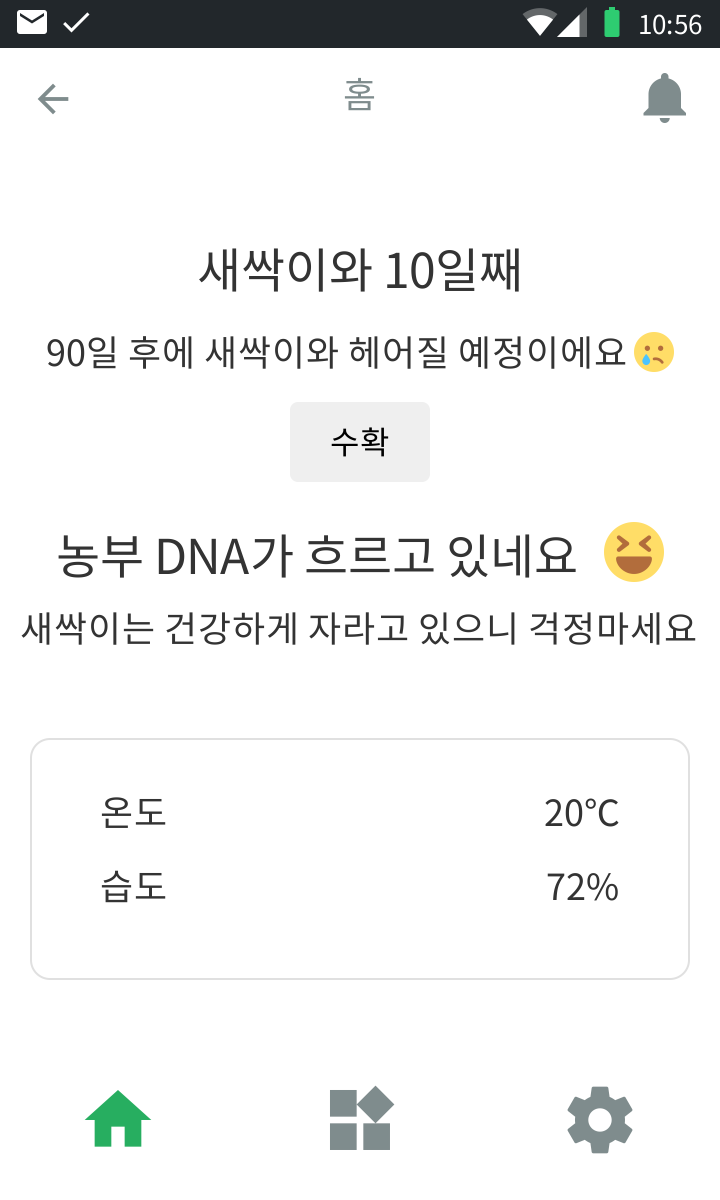 10:56
홈
새싹이와 10일째
90일 후에 새싹이와 헤어질 예정이에요
수확
농부 DNA가 흐르고 있네요
새싹이는 건강하게 자라고 있으니 걱정마세요
온도 20°C
습도 72%